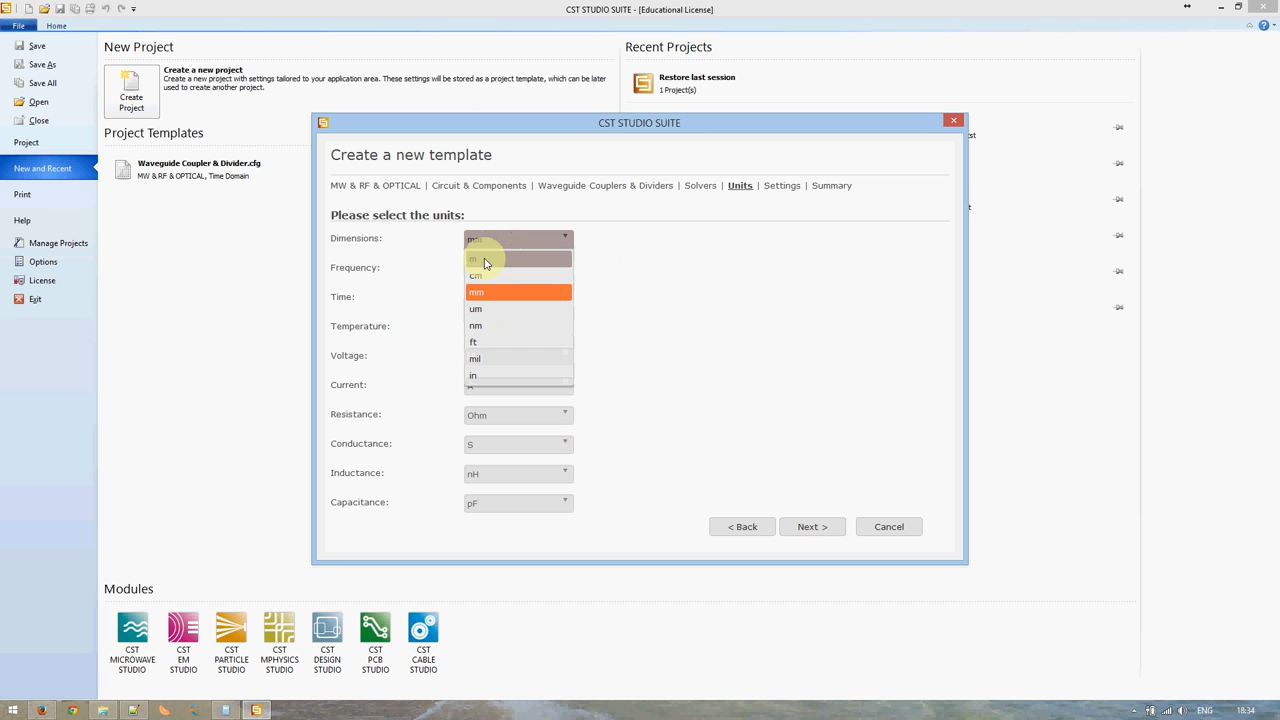 CST STUDIO SUITE - [Educational License]
File
Home
Save
Save As
Save All
Open
Close
Project
New and Recent
Print
Help
Manage Projects
Options
License
Exit
New Project
Create Project
Create a new project
Create a new project with settings tailored to your application area. These settings will be stored as a project template, which can be later
used to create another project.
Project Templates
Waveguide Coupler & Divider.cfg
MW & RF & OPTICAL, Time Domain
Recent Projects
Restore last session
1 Project(s)
st
t
CST STUDIO SUITE
Create a new template
MW & RF & OPTICAL | Circuit & Components | Waveguide Couplers & Dividers | Solvers | Units | Settings | Summary
Please select the units:
Dimensions:
mm
m
cm
mm
um
nm
ft
mil
in
Frequency:
Time:
Temperature:
Voltage:
Current:
A
Resistance:
Ohm
Conductance:
S
Inductance:
nH
Capacitance:
pF
< Back
Next >
Cancel
Modules
CST
MICROWAVE
STUDIO
CST
EM
STUDIO
CST
PARTICLE
STUDIO
CST
MPHYSICS
STUDIO
CST
DESIGN
STUDIO
CST
PCB
STUDIO
CST
CABLE
STUDIO
ENG
18:34